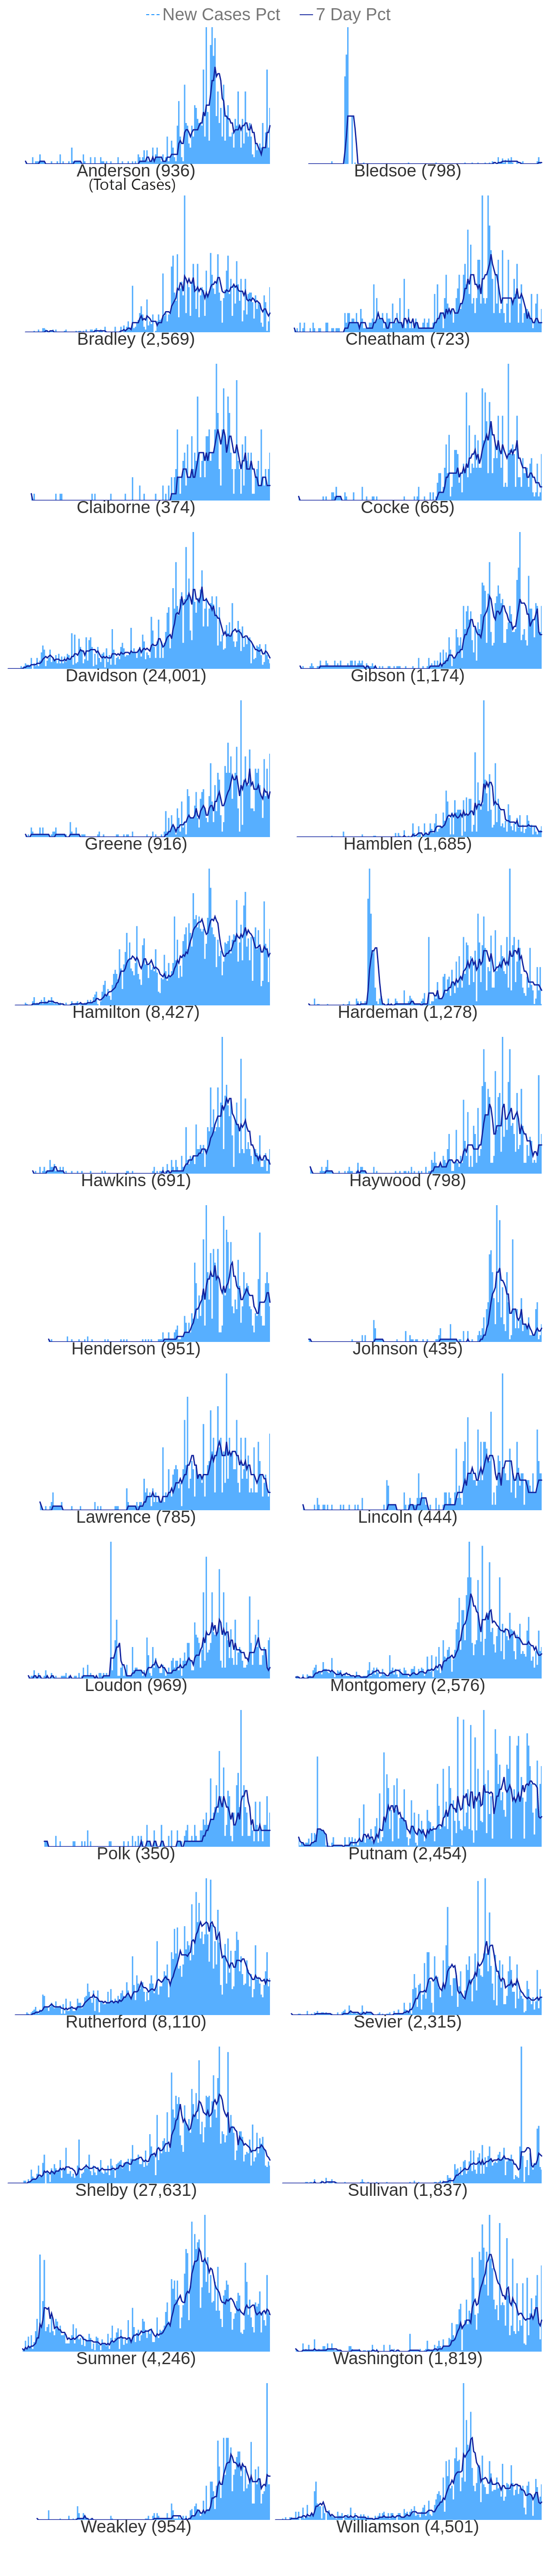 New Cases Pct 7 Day Pct
Anderson (936) Bledsoe (798)
(Total Cases)
Bradley (2,569) Cheatham (723)
Claiborne (374) Cocke (665)
Davidson (24,001) Gibson (1,174)
Greene (916) Hamblen (1,685)
Hamilton (8,427) Hardeman (1,278)
Hawkins (691) Haywood (798)
Henderson (951) Johnson (435)
Lawrence (785) Lincoln (444)
Loudon (969) Montgomery (2,576)
Polk (350) Putnam (2,454)
Rutherford (8,110) Sevier (2,315)
Shelby (27,631) Sullivan (1,837)
Sumner (4,246) Washington (1,819)
Weakley (954) Williamson (4,501)